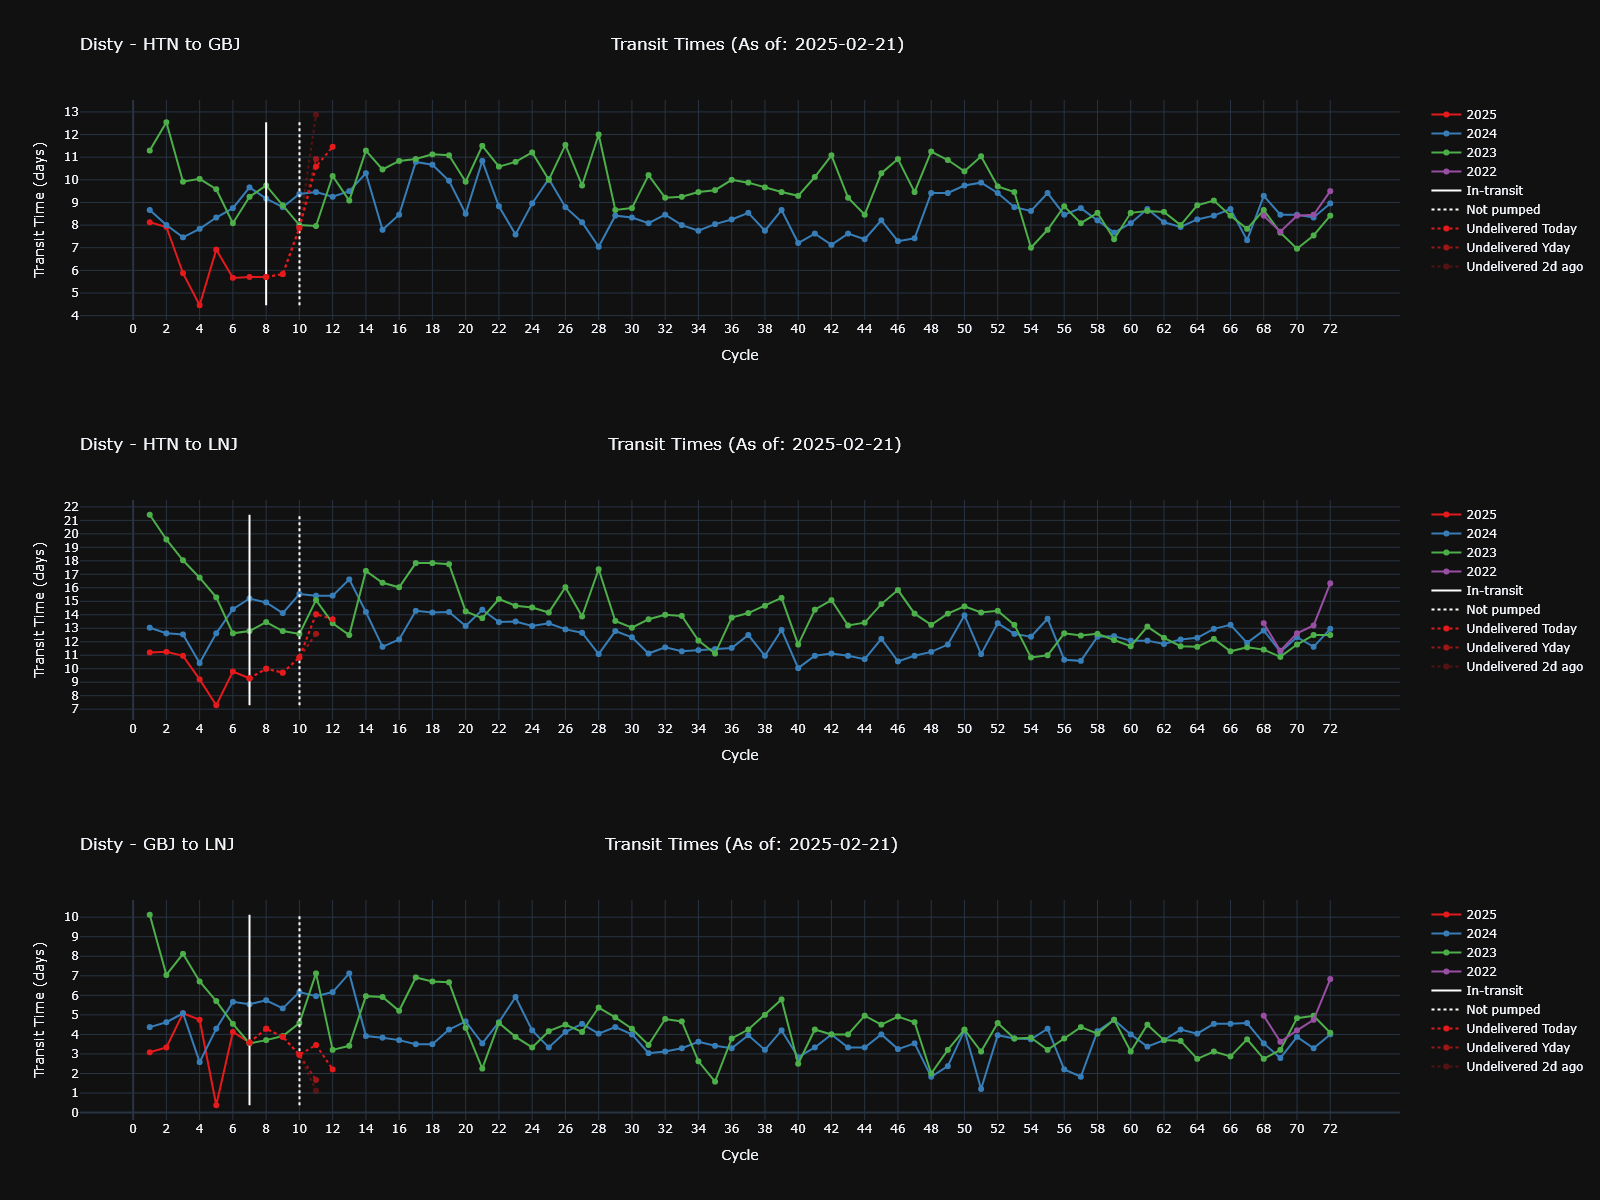 Disty - HTN to GBJ
Transit Times (As of: 2025-02-21)
Transit Time (days)
13
12
11
10
9
8
7
6
5
4
0 2 4 6 8 10 12 14 16 18 20 22 24 26 28 30 32 34 36 38 40 42 44 46 48 50 52 54 56 58 60 62 64 66 68 70 72
Cycle
2025
2024
2023
2022
In-transit
Not pumped
Undelivered Today
Undelivered Yday
Undelivered 2d ago
Disty - HTN to LNJ
Transit Times (As of: 2025-02-21)
Transit Time (days)
22
21
20
19
18
17
16
15
14
13
12
11
10
9
8
7
0 2 4 6 8 10 12 14 16 18 20 22 24 26 28 30 32 34 36 38 40 42 44 46 48 50 52 54 56 58 60 62 64 66 68 70 72
Cycle
2025
2024
2023
2022
In-transit
Not pumped
Undelivered Today
Undelivered Yday
Undelivered 2d ago
Disty - GBJ to LNJ
Transit Times (As of: 2025-02-21)
Transit Time (days)
10
9
8
7
6
5
4
3
2
1
0
0 2 4 6 8 10 12 14 16 18 20 22 24 26 28 30 32 34 36 38 40 42 44 46 48 50 52 54 56 58 60 62 64 66 68 70 72
Cycle
2025
2024
2023
2022
In-transit
Not pumped
Undelivered Today
Undelivered Yday
Undelivered 2d ago